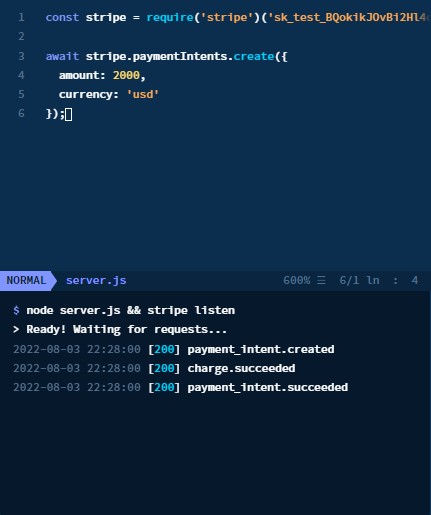 1 const stripe = require('stripe')('sk_test_BQokikJOvBi2Hl4
2
3 await stripe.paymentIntents.create({
4 amount: 2000,
5 currency: 'usd'
6 });
NORMAL server.js 600% ☰ 6/1 ln : 4
$ node server.js && stripe listen
> Ready! Waiting for requests...
2022-08-03 22:28:00 [200] payment_intent.created
2022-08-03 22:28:00 [200] charge.succeeded
2022-08-03 22:28:00 [200] payment_intent.succeeded